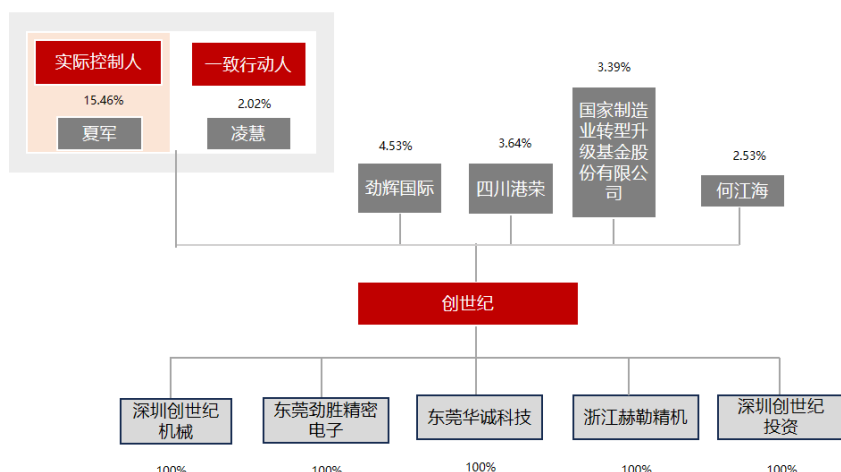 实际控制人
一致行动人
15.46%
2.02%
夏军
凌慧
4.53%
劲辉国际
3.64%
四川港荣
3.39%
国家制造
业转型升
级基金股
份有限公
司
2.53%
何江海
创世纪
深圳创世纪
机械
东莞劲胜精密
电子
东莞华诚科技
浙江赫勒精机
深圳创世纪
投资
100%
100%
100%
100%
100%